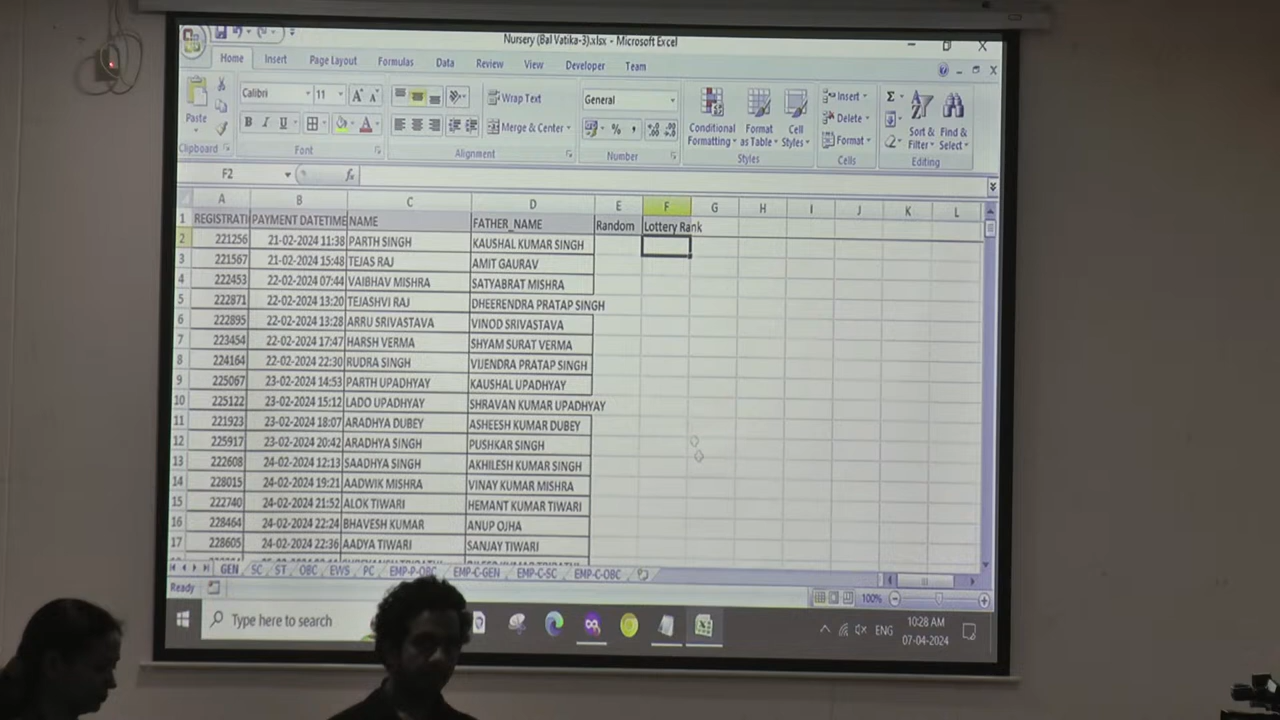 Nursery (Bal Vatika-3).xlsx - Microsoft Excel
Home Insert Page Layout Formulas Data Review View Developer Team
Calibri 11 Wrap Text General Insert Σ
Paste Merge & Center Conditional Formatting Format as Table Cell Styles Delete Format Sort & Filter Find & Select
Clipboard Font Alignment Number Styles Cells Editing
F2 fx
A B C D E F G H I J K L
1 REGISTRATI PAYMENT DATETIME NAME FATHER_NAME Random Lottery Rank
2 221256 21-02-2024 11:38 PARTH SINGH KAUSHAL KUMAR SINGH
3 221567 21-02-2024 15:48 TEJAS RAJ AMIT GAURAV
4 222453 22-02-2024 07:44 VAIBHAV MISHRA SATYABRAT MISHRA
5 222871 22-02-2024 13:20 TEJASHVI RAJ DHEERENDRA PRATAP SINGH
6 222895 22-02-2024 13:28 ARRU SRIVASTAVA VINOD SRIVASTAVA
7 223454 22-02-2024 17:47 HARSH VERMA SHYAM SURAT VERMA
8 224164 22-02-2024 22:30 RUDRA SINGH VIJENDRA PRATAP SINGH
9 225067 23-02-2024 14:53 PARTH UPADHYAY KAUSHAL UPADHYAY
10 225122 23-02-2024 15:12 LADO UPADHYAY SHRAVAN KUMAR UPADHYAY
11 221923 23-02-2024 18:07 ARADHYA DUBEY ASHEESH KUMAR DUBEY
12 225917 23-02-2024 20:42 ARADHYA SINGH PUSHKAR SINGH
13 222608 24-02-2024 12:13 SAADHYA SINGH AKHILESH KUMAR SINGH
14 228015 24-02-2024 19:21 AADWIK MISHRA VINAY KUMAR MISHRA
15 222740 24-02-2024 21:52 ALOK TIWARI HEMANT KUMAR TIWARI
16 228464 24-02-2024 22:24 BHAVESH KUMAR ANUP OJHA
17 228605 24-02-2024 22:36 AADYA TIWARI SANJAY TIWARI
GEN SC ST OBC EWS PC EMP-P-OBC EMP-C-GEN EMP-C-SC EMP-C-OBC
Ready 100%
Type here to search ENG 10:28 AM
07-04-2024